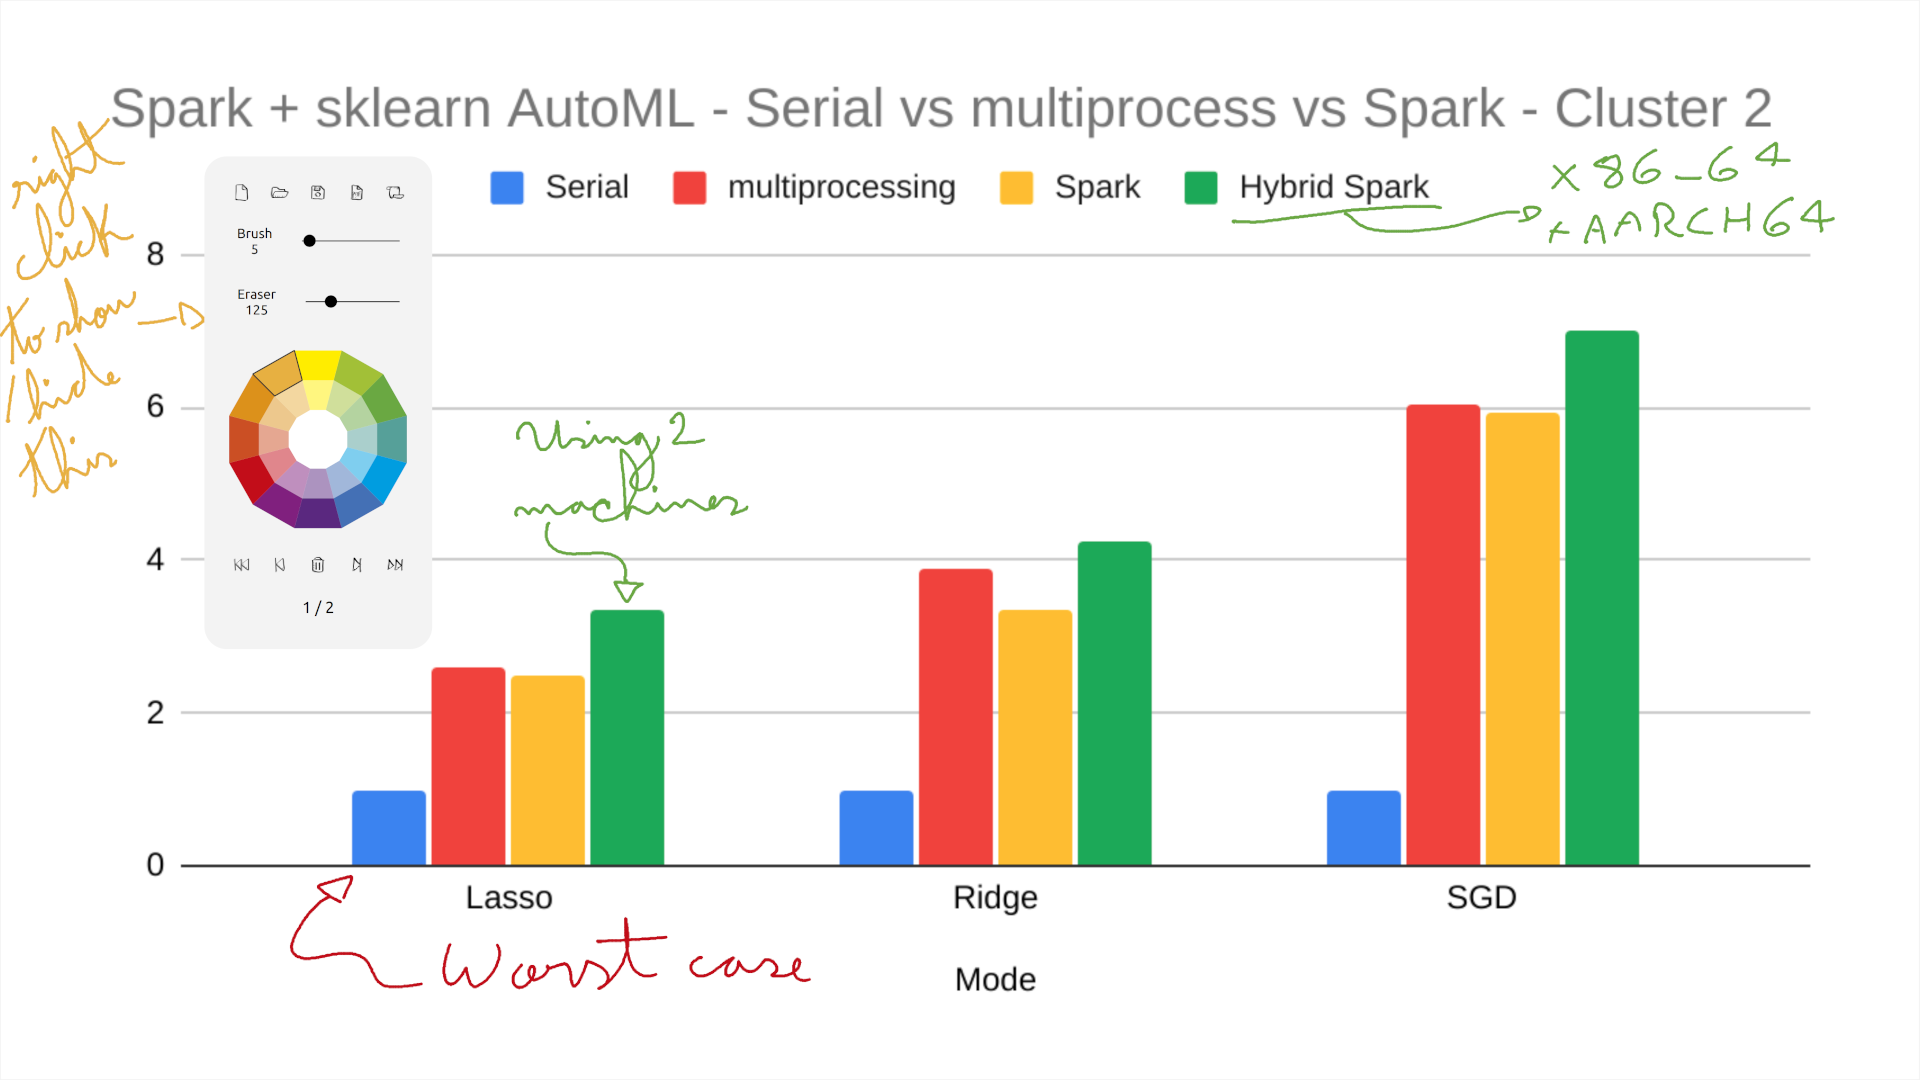 Spark + sklearn AutoML - Serial vs multiprocess vs Spark - Cluster 2
Serial multiprocessing Spark Hybrid Spark
x86_64
+AARCH64
right
click
to show
/hide
this
Brush
5
Eraser
125
1 / 2
8
6
4
2
0
Using 2
machines
Lasso Ridge SGD
Worst case
Mode